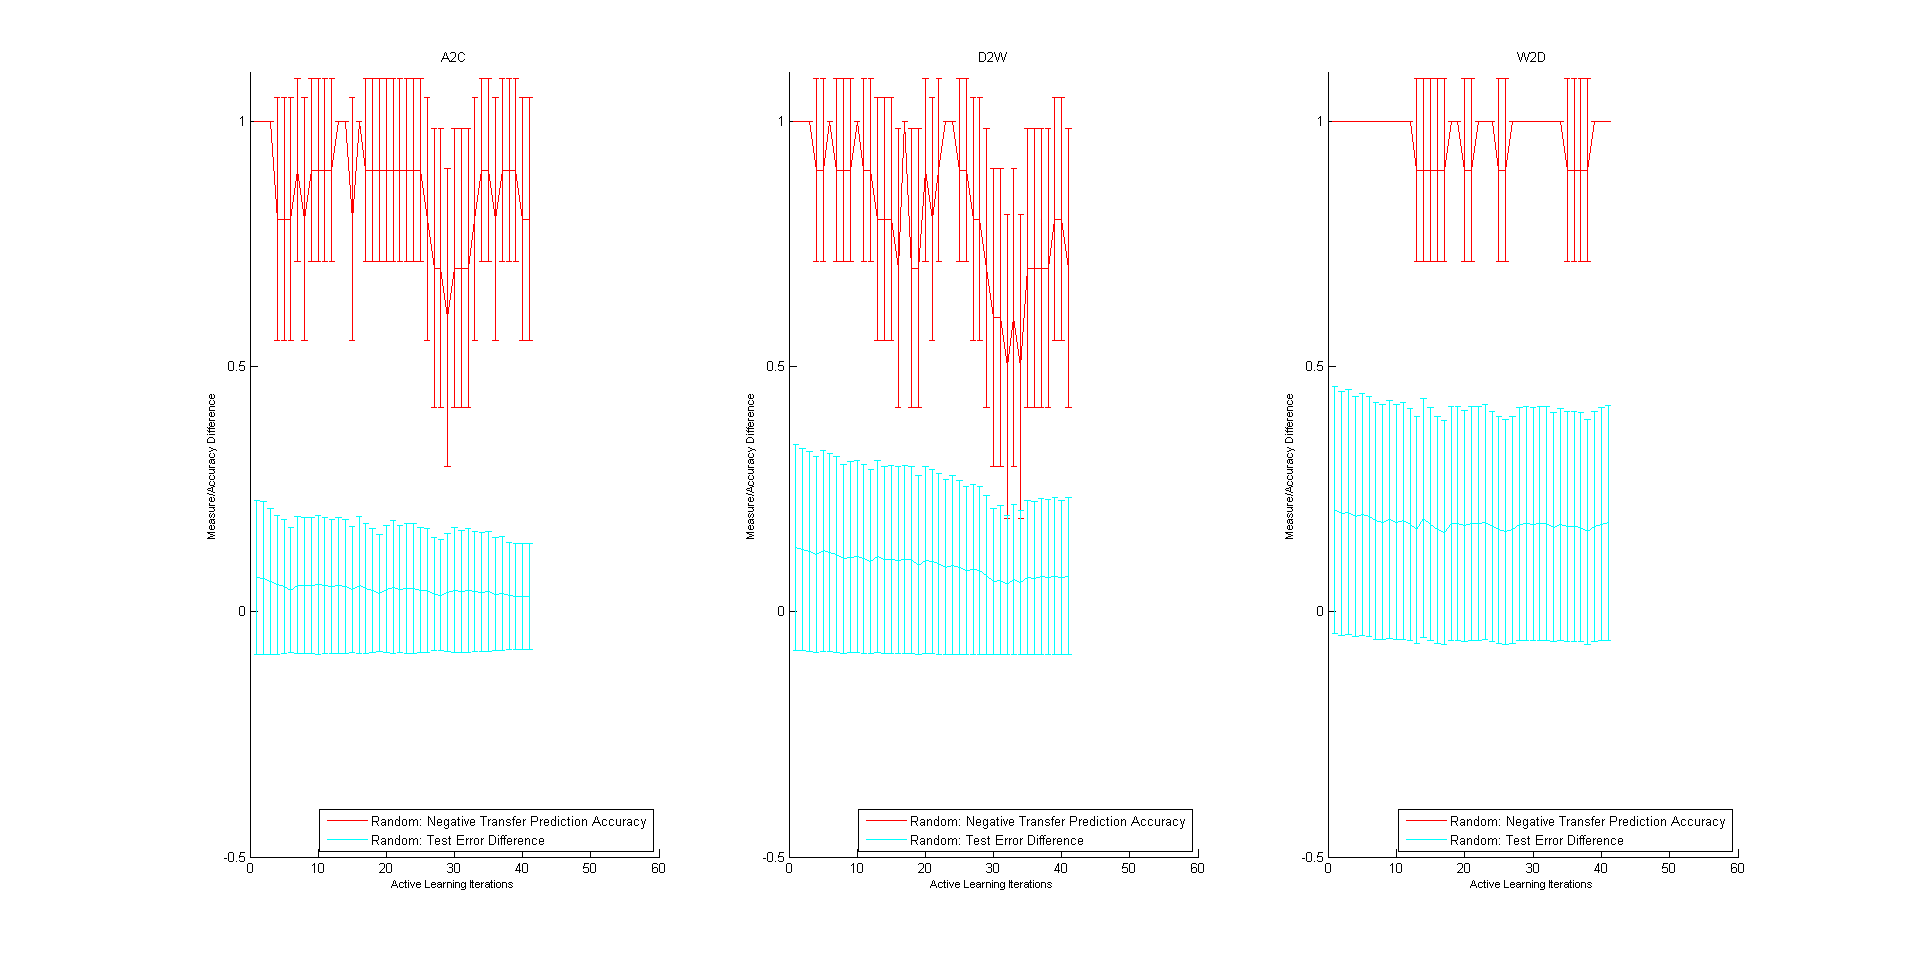 A2C
1
0.5
0
-0.5
Measure/Accuracy Difference
Random: Negative Transfer Prediction Accuracy
Random: Test Error Difference
0 10 20 30 40 50 60
Active Learning Iterations
D2W
1
0.5
0
-0.5
Measure/Accuracy Difference
Random: Negative Transfer Prediction Accuracy
Random: Test Error Difference
0 10 20 30 40 50 60
Active Learning Iterations
W2D
1
0.5
0
-0.5
Measure/Accuracy Difference
Random: Negative Transfer Prediction Accuracy
Random: Test Error Difference
0 10 20 30 40 50 60
Active Learning Iterations